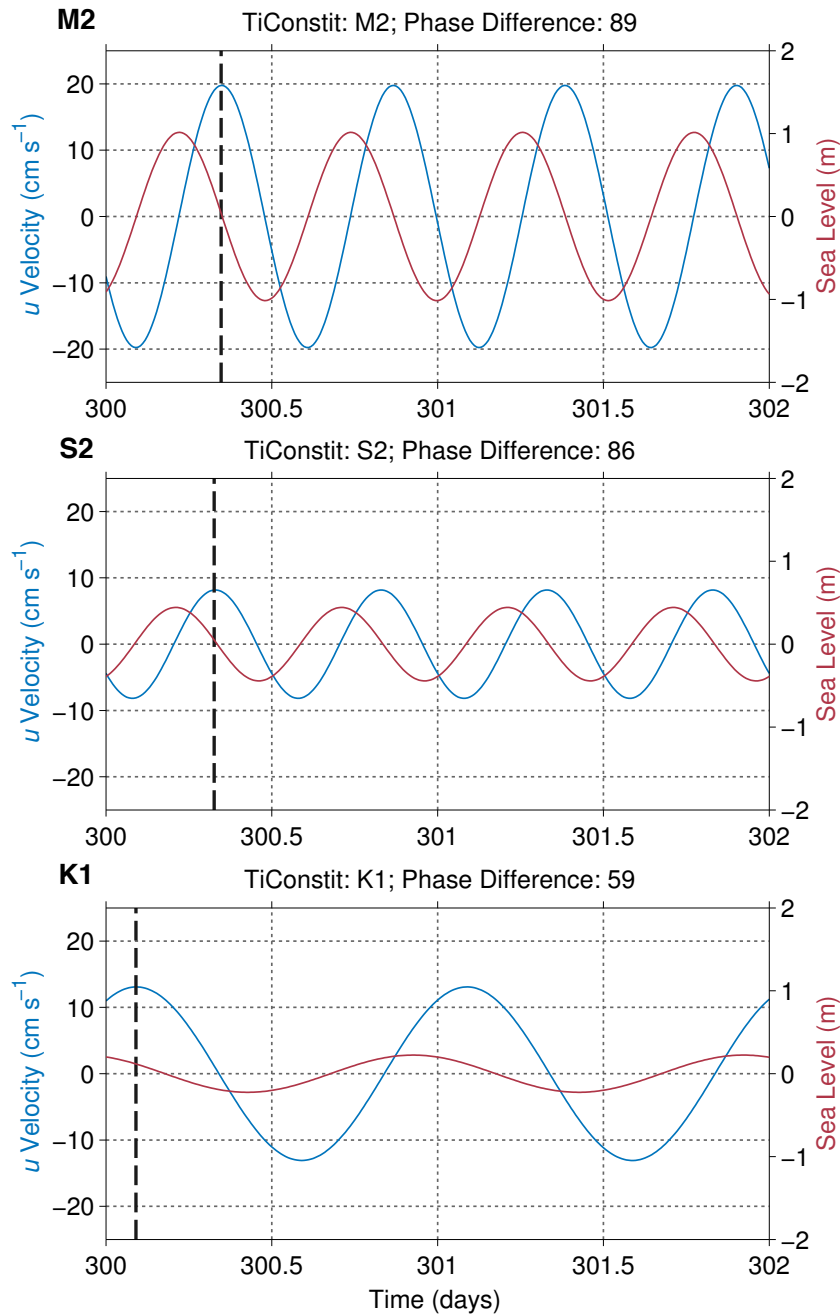 M2
TiConstit: M2; Phase Difference: 89
u Velocity (cm s⁻¹)
20
10
0
−10
−20
2
1
0
−1
−2
Sea Level (m)
300 300.5 301 301.5 302
S2
TiConstit: S2; Phase Difference: 86
u Velocity (cm s⁻¹)
20
10
0
−10
−20
2
1
0
−1
−2
Sea Level (m)
300 300.5 301 301.5 302
K1
TiConstit: K1; Phase Difference: 59
u Velocity (cm s⁻¹)
20
10
0
−10
−20
2
1
0
−1
−2
Sea Level (m)
300 300.5 301 301.5 302
Time (days)